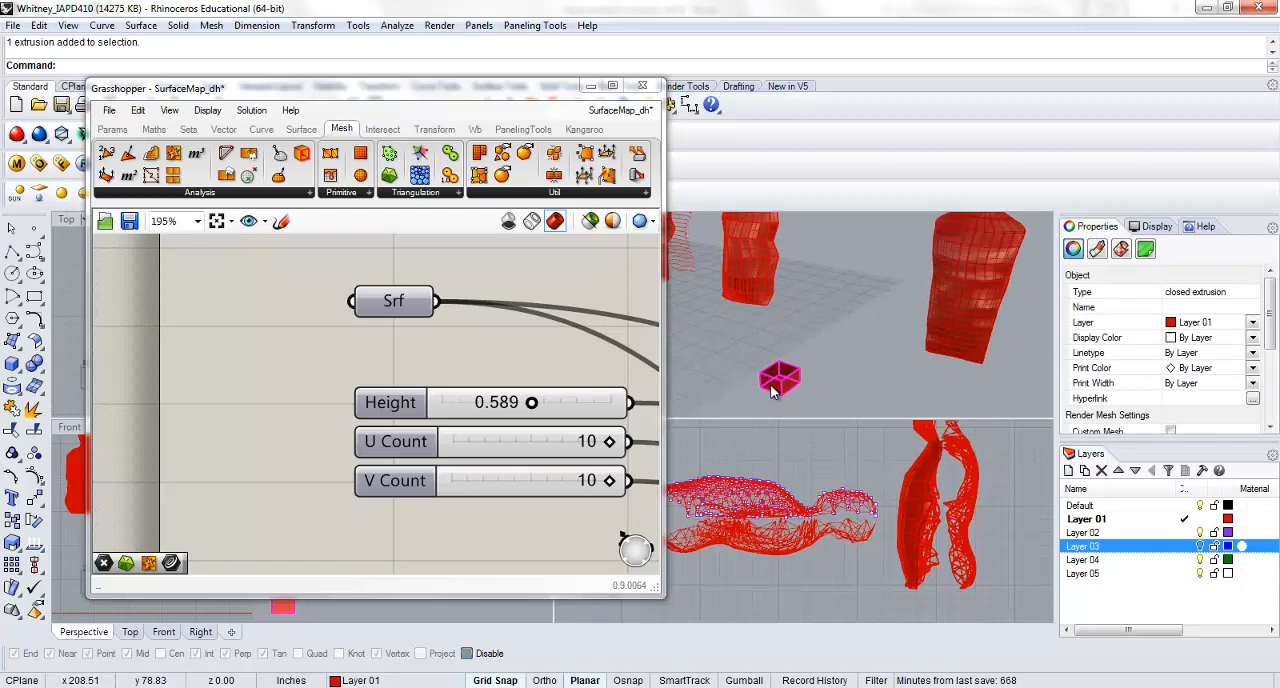 Whitney_IAPD410 (14275 KB) - Rhinoceros Educational (64-bit)
File Edit View Curve Surface Solid Mesh Dimension Transform Tools Analyze Render Panels Paneling Tools Help
1 extrusion added to selection.
Command:
Standard CPlan
nder Tools Drafting New in V5
Grasshopper - SurfaceMap_dh*
File Edit View Display Solution Help SurfaceMap_dh*
Params Maths Sets Vector Curve Surface Mesh Intersect Transform Wb PanelingTools Kangaroo
Analysis Primitive Triangulation Util
195%
Srf
Height 0.589
U Count 10
V Count 10
0.9.0064
Top
Front
Properties Display Help
Object
Type closed extrusion
Name
Layer Layer 01
Display Color By Layer
Linetype By Layer
Print Color By Layer
Print Width By Layer
Hyperlink
Render Mesh Settings
Custom Mesh
Layers
Name Material
Default
Layer 01
Layer 02
Layer 03
Layer 04
Layer 05
Perspective Top Front Right
End Near Point Mid Cen Int Perp Tan Quad Knot Vertex Project Disable
CPlane x 208.51 y 78.83 z 0.00 Inches Layer 01 Grid Snap Ortho Planar Osnap SmartTrack Gumball Record History Filter Minutes from last save: 668